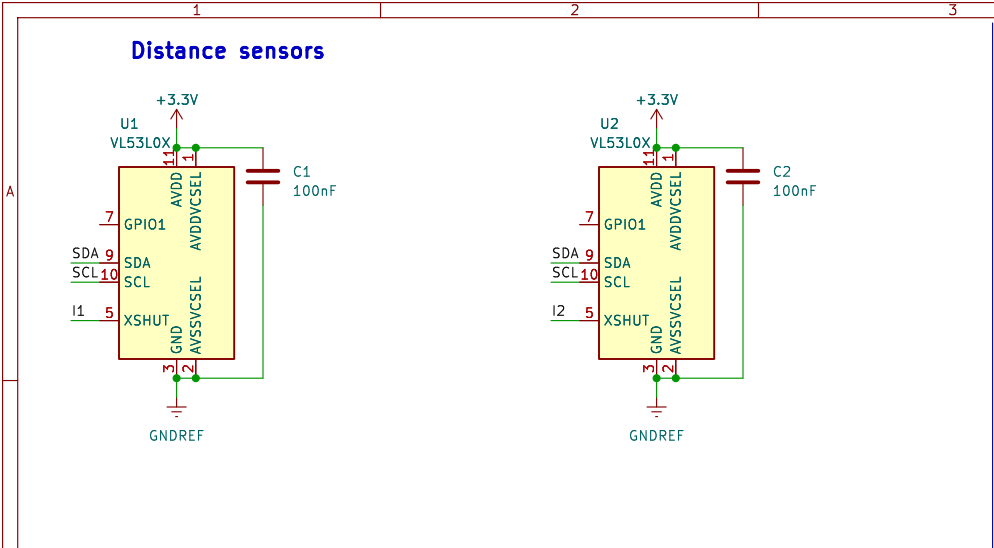 1 2 3
A
Distance sensors
+3.3V
U1
VL53L0X
11 1
AVDD
AVDDVCSEL
C1
100nF
7 GPIO1
SDA 9 SDA
SCL 10 SCL
I1 5 XSHUT
GND
AVSSVCSEL
3 2
GNDREF
+3.3V
U2
VL53L0X
11 1
AVDD
AVDDVCSEL
C2
100nF
7 GPIO1
SDA 9 SDA
SCL 10 SCL
I2 5 XSHUT
GND
AVSSVCSEL
3 2
GNDREF